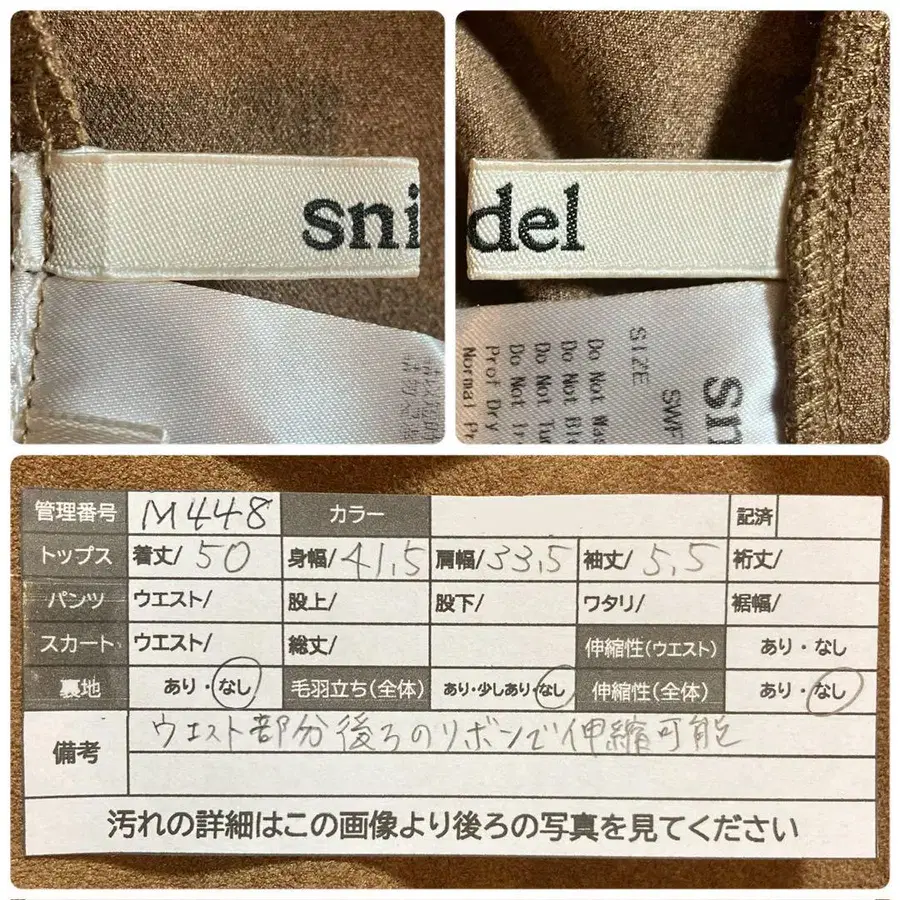 sni
del
SIZE
SWF
sn
Do Not
Do Not
Do Not
Do Not
Prof Dry
Normal
管理番号 M448 カラー 記済
トップス 着丈/50 身幅/41,5 肩幅/33,5 袖丈/5,5 裄丈/
パンツ ウエスト/ 股上/ 股下/ ワタリ/ 裾幅/
スカート ウエスト/ 総丈/ 伸縮性(ウエスト) あり・なし
裏地 あり・なし 毛羽立ち(全体) あり・少しあり・なし 伸縮性(全体) あり・なし
備考 ウエスト部分後ろのリボンで伸縮可能
汚れの詳細はこの画像より後ろの写真を見てください